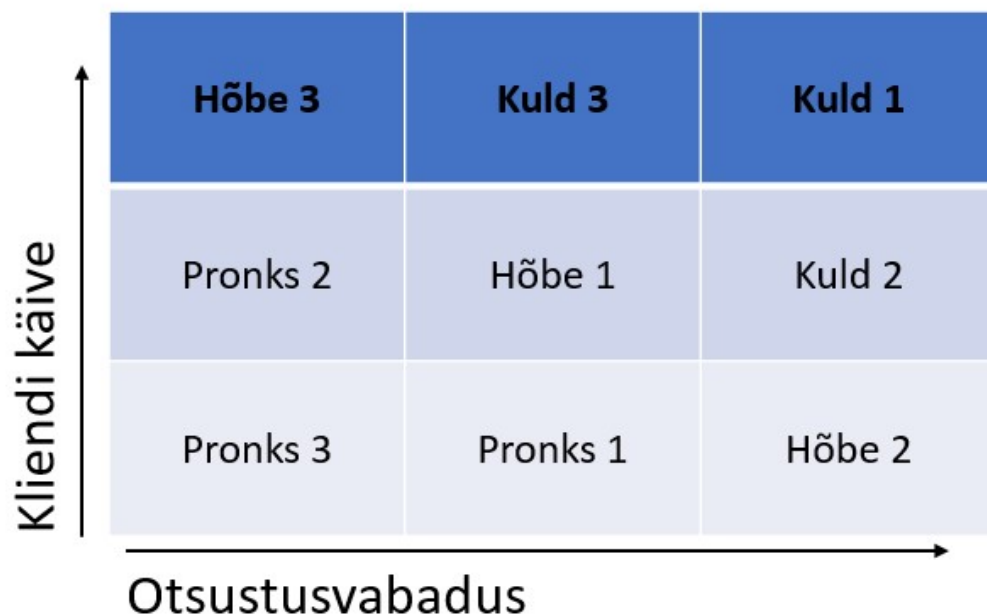 Hõbe 3 Kuld 3 Kuld 1
Pronks 2 Hõbe 1 Kuld 2
Pronks 3 Pronks 1 Hõbe 2
Kliendi käive
Otsustusvabadus